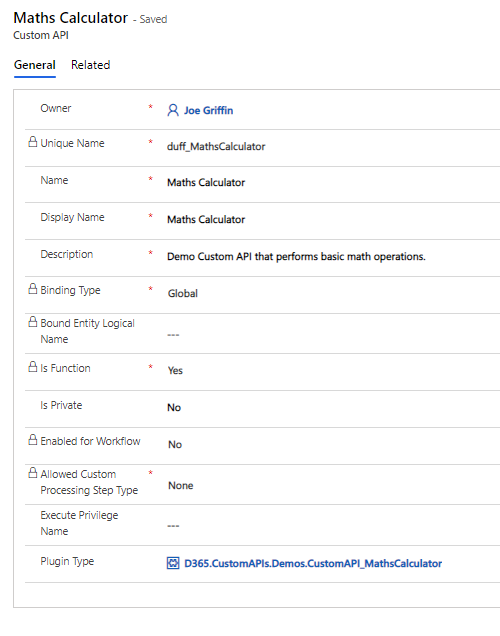 Maths Calculator - Saved
Custom API
General Related
Owner * Joe Griffin
Unique Name * duff_MathsCalculator
Name * Maths Calculator
Display Name * Maths Calculator
Description * Demo Custom API that performs basic math operations.
Binding Type * Global
Bound Entity Logical
Name ---
Is Function * Yes
Is Private No
Enabled for Workflow No
Allowed Custom *
Processing Step Type None
Execute Privilege
Name ---
Plugin Type D365.CustomAPIs.Demos.CustomAPI_MathsCalculator